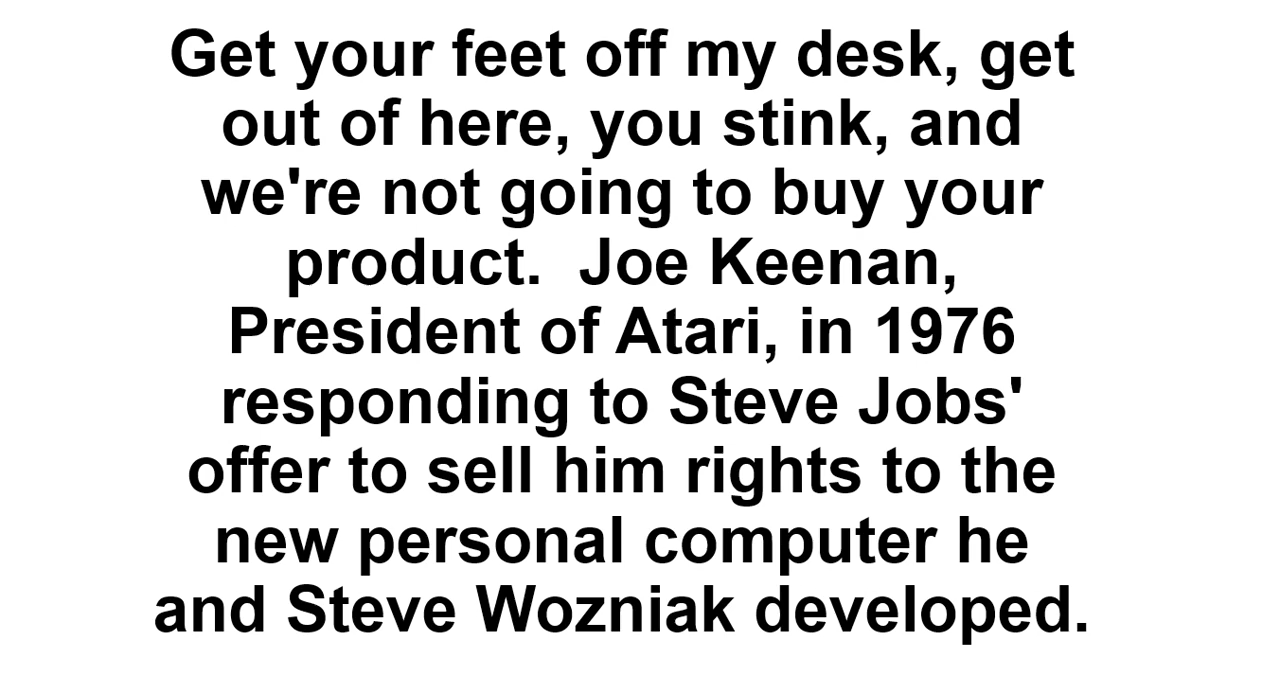 Get your feet off my desk, get
out of here, you stink, and
we're not going to buy your
product.  Joe Keenan,
President of Atari, in 1976
responding to Steve Jobs'
offer to sell him rights to the
new personal computer he
and Steve Wozniak developed.